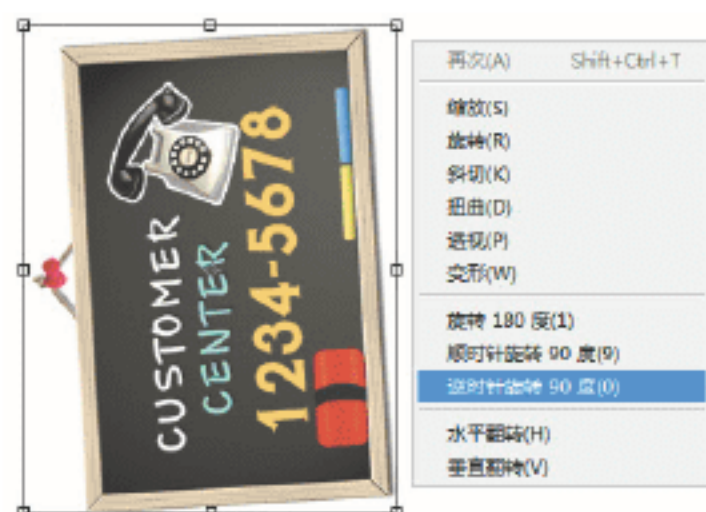 CUSTOMER
CENTER
1234-5678
再次(A) Shift+Ctrl+T
缩放(S)
旋转(R)
斜切(K)
扭曲(D)
透视(P)
变形(W)
旋转 180 度(1)
顺时针旋转 90 度(9)
逆时针旋转 90 度(0)
水平翻转(H)
垂直翻转(V)